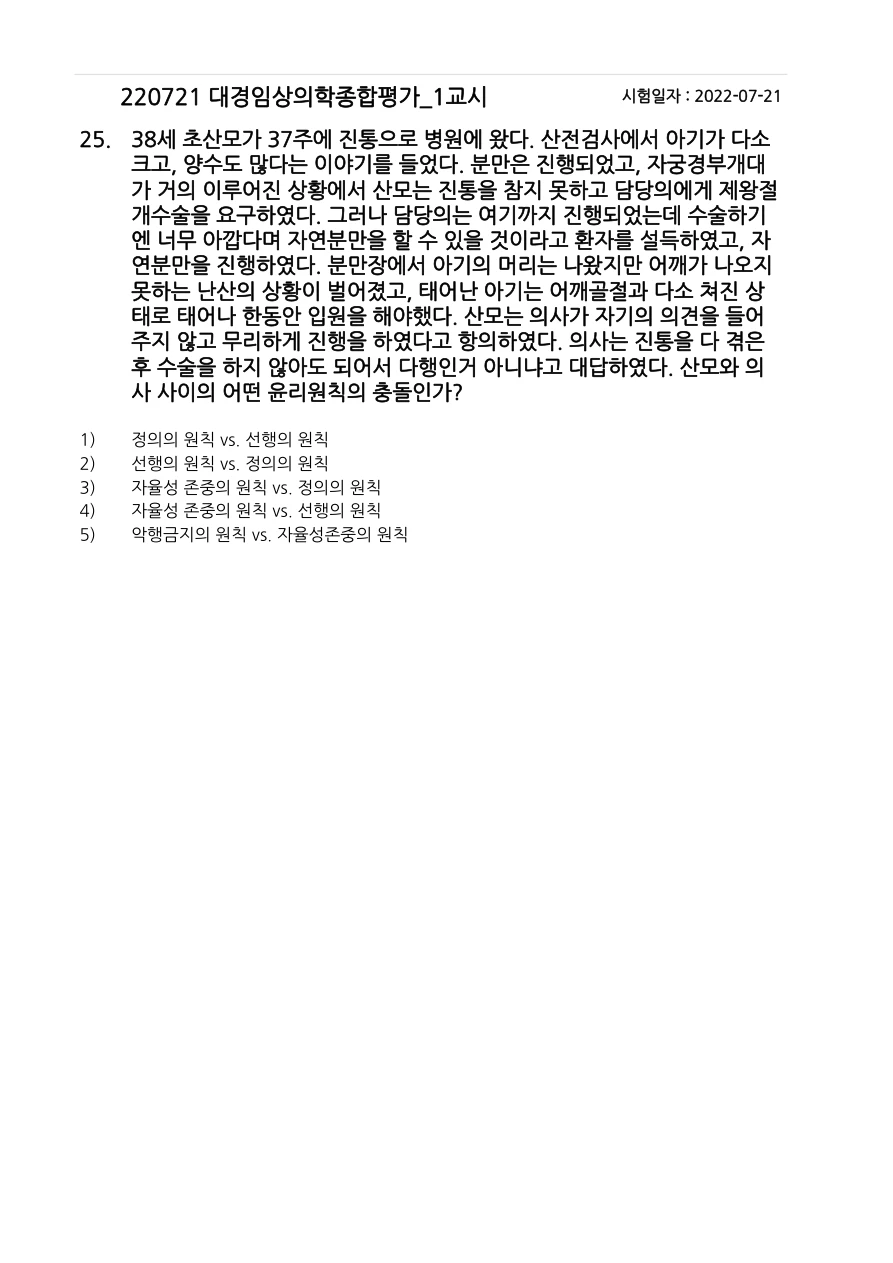 220721 대경임상의학종합평가_1교시 시험일자 : 2022-07-21
25. 38세 초산모가 37주에 진통으로 병원에 왔다. 산전검사에서 아기가 다소
크고, 양수도 많다는 이야기를 들었다. 분만은 진행되었고, 자궁경부개대
가 거의 이루어진 상황에서 산모는 진통을 참지 못하고 담당의에게 제왕절
개수술을 요구하였다. 그러나 담당의는 여기까지 진행되었는데 수술하기
엔 너무 아깝다며 자연분만을 할 수 있을 것이라고 환자를 설득하였고, 자
연분만을 진행하였다. 분만장에서 아기의 머리는 나왔지만 어깨가 나오지
못하는 난산의 상황이 벌어졌고, 태어난 아기는 어깨골절과 다소 쳐진 상
태로 태어나 한동안 입원을 해야했다. 산모는 의사가 자기의 의견을 들어
주지 않고 무리하게 진행을 하였다고 항의하였다. 의사는 진통을 다 겪은
후 수술을 하지 않아도 되어서 다행인거 아니냐고 대답하였다. 산모와 의
사 사이의 어떤 윤리원칙의 충돌인가?
1) 정의의 원칙 vs. 선행의 원칙
2) 선행의 원칙 vs. 정의의 원칙
3) 자율성 존중의 원칙 vs. 정의의 원칙
4) 자율성 존중의 원칙 vs. 선행의 원칙
5) 악행금지의 원칙 vs. 자율성존중의 원칙